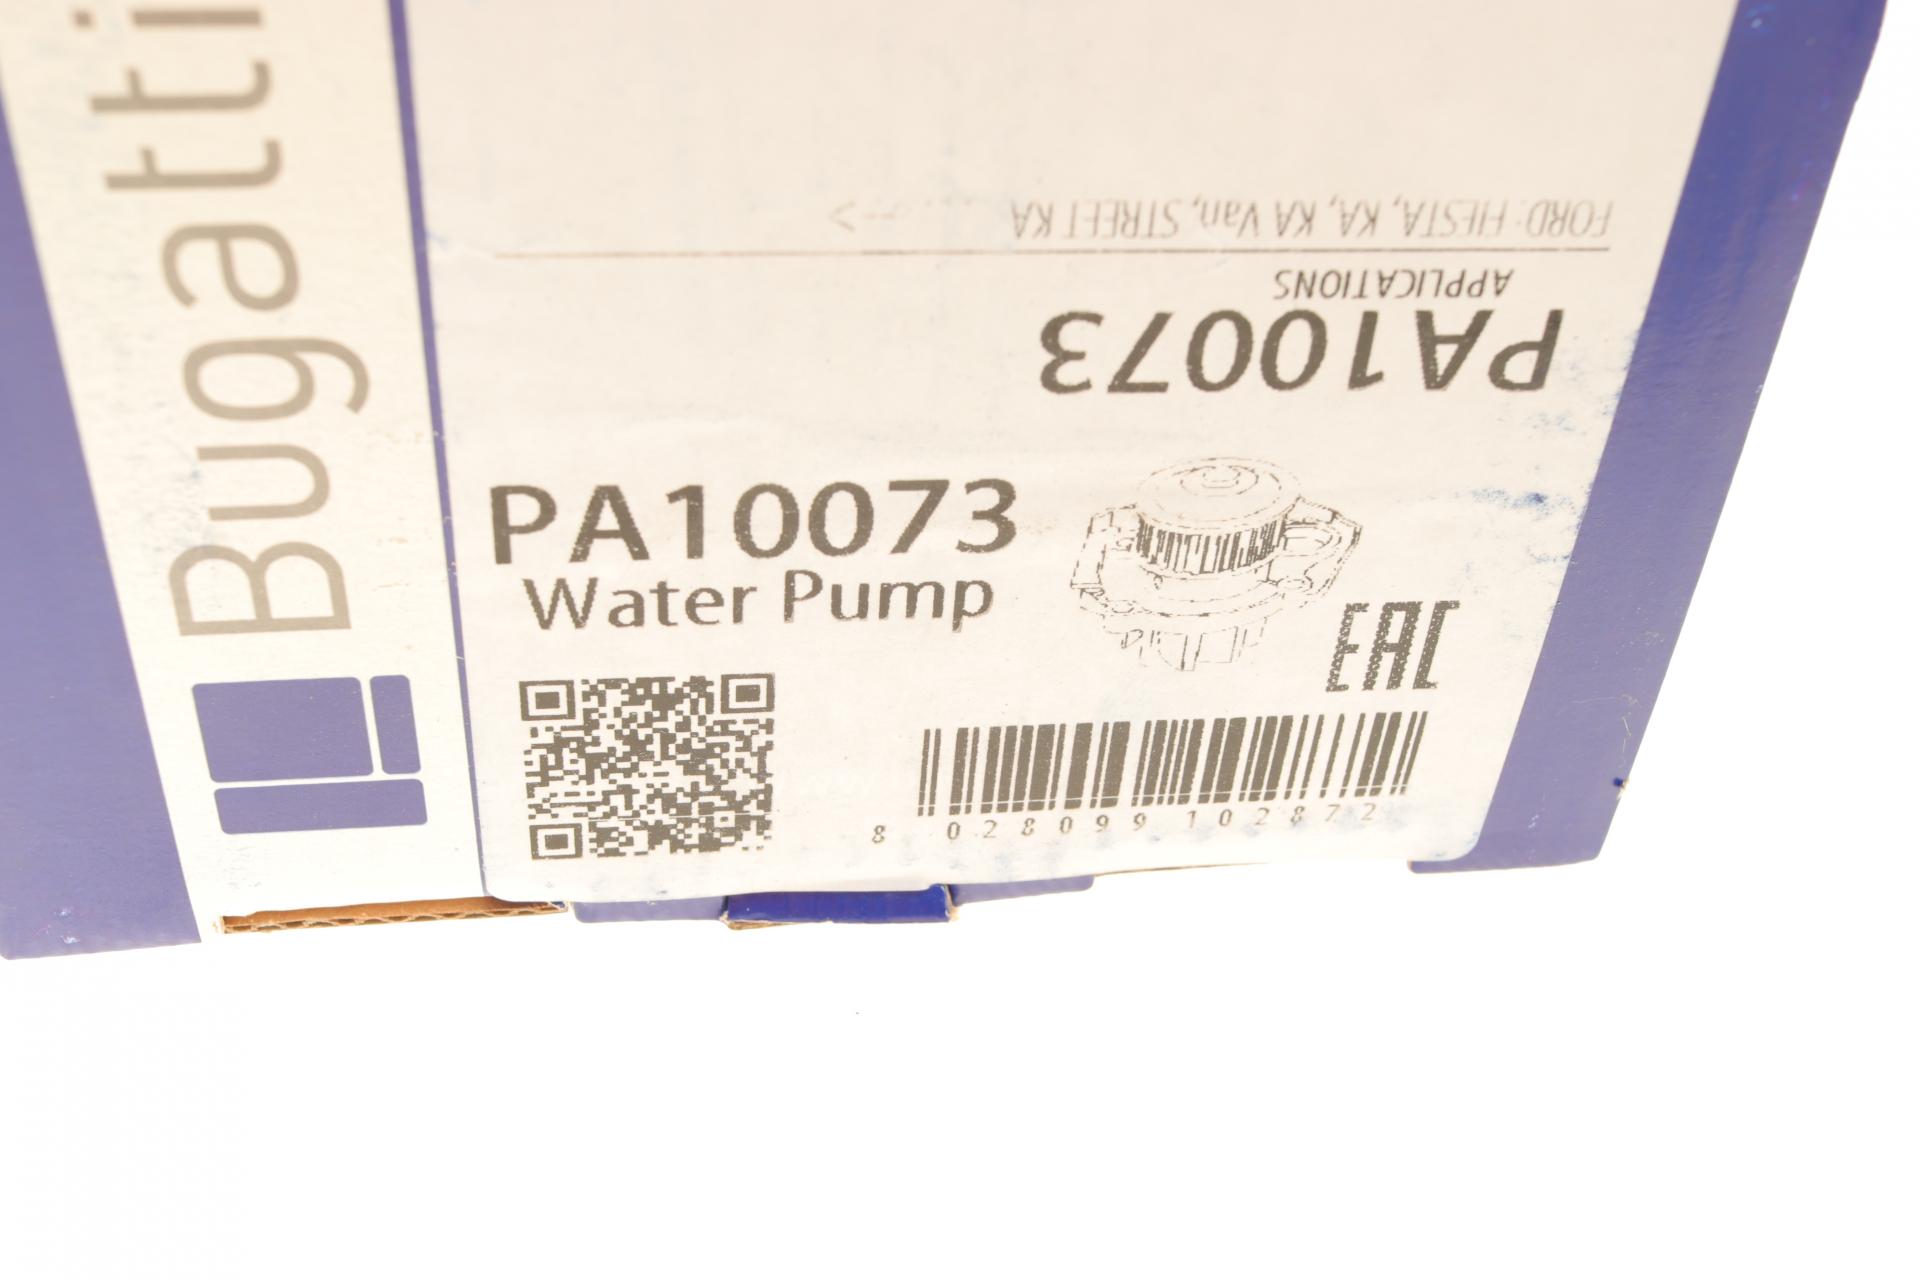 Bugatti
FORD: FIESTA, KA, KA Van, STREET KA
APPLICATIONS
PA10073
PA10073
Water Pump
EAC
8 028099 102872